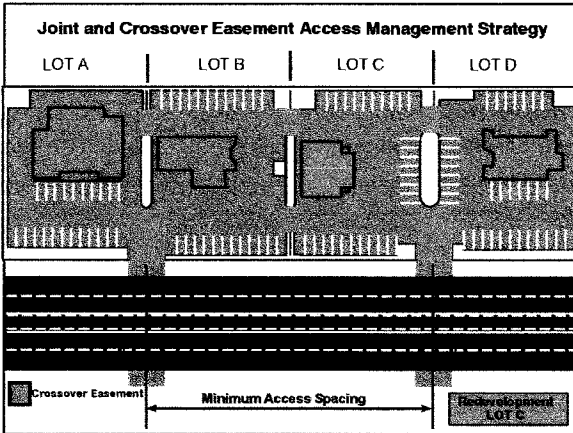 Joint and Crossover Easement Access Management Strategy
LOT A LOT B LOT C LOT D
Crossover Easement
Minimum Access Spacing
Redevelopment
LOT C